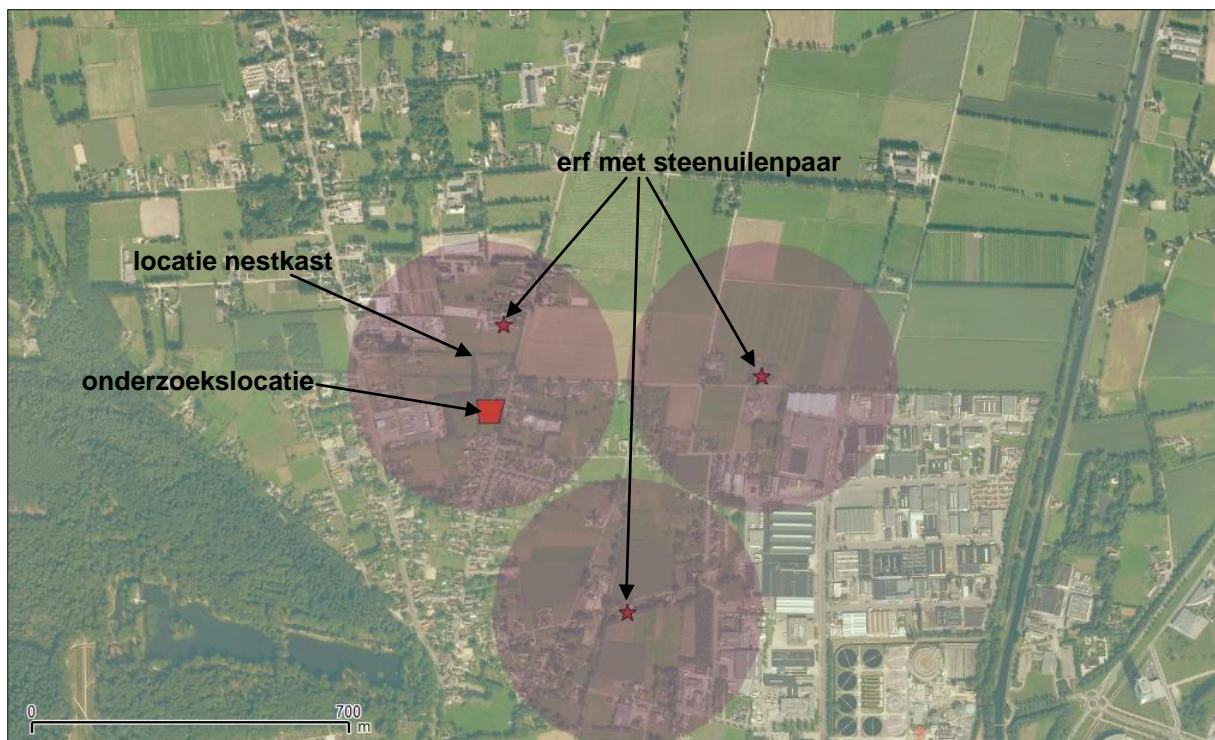 erf met steenuilenpaar
locatie nestkast
onderzoekslocatie
0 700
m